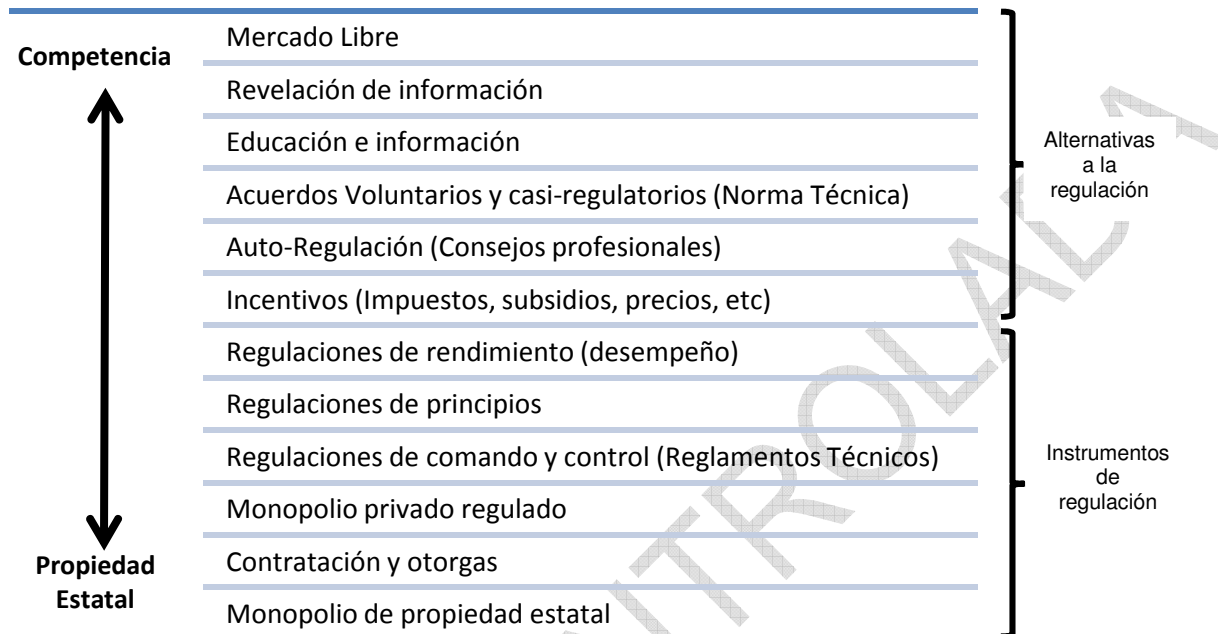 Competencia
Propiedad
Estatal
Mercado Libre
Revelación de información
Educación e información
Acuerdos Voluntarios y casi-regulatorios (Norma Técnica)
Auto-Regulación (Consejos profesionales)
Incentivos (Impuestos, subsidios, precios, etc)
Regulaciones de rendimiento (desempeño)
Regulaciones de principios
Regulaciones de comando y control (Reglamentos Técnicos)
Monopolio privado regulado
Contratación y otorgas
Monopolio de propiedad estatal
Alternativas
a la
regulación
Instrumentos
de
regulación